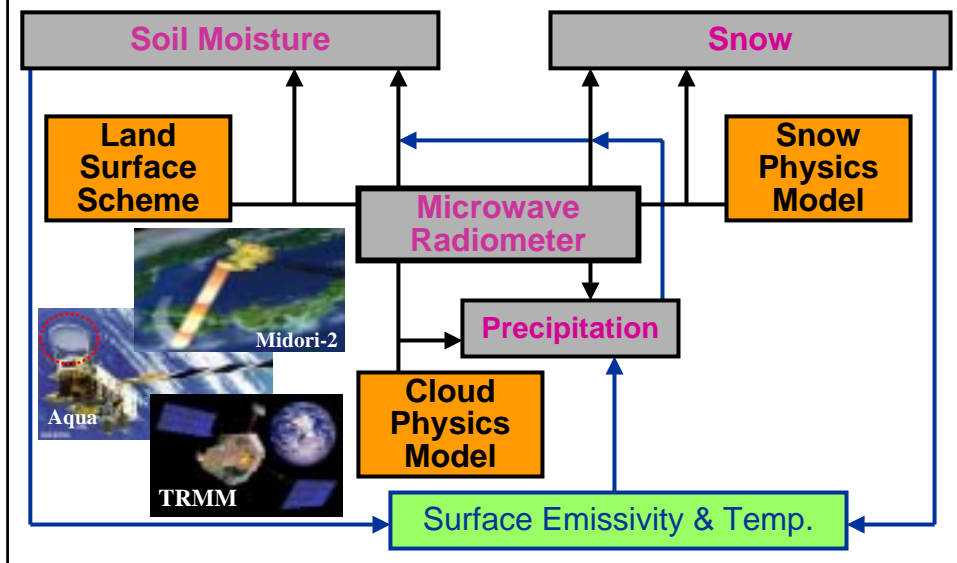 Soil Moisture
Snow
Land
Surface
Scheme
Snow
Physics
Model
Microwave
Radiometer
Midori-2
Precipitation
Aqua
Cloud
Physics
Model
TRMM
Surface Emissivity & Temp.